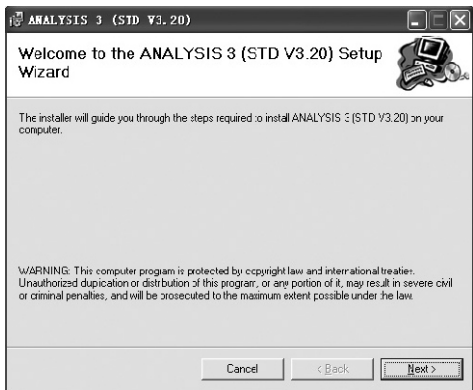 ANALYSIS 3 (STD V3.20)
Welcome to the ANALYSIS 3 (STD V3.20) Setup
Wizard
The installer will guide you through the steps required to install ANALYSIS 3 (STD V3.20) on your
computer.
WARNING: This computer program is protected by copyright law and international treaties.
Unauthorized duplication or distribution of this program, or any portion of it, may result in severe civil
or criminal penalties, and will be prosecuted to the maximum extent possible under the law.
Cancel < Back Next >